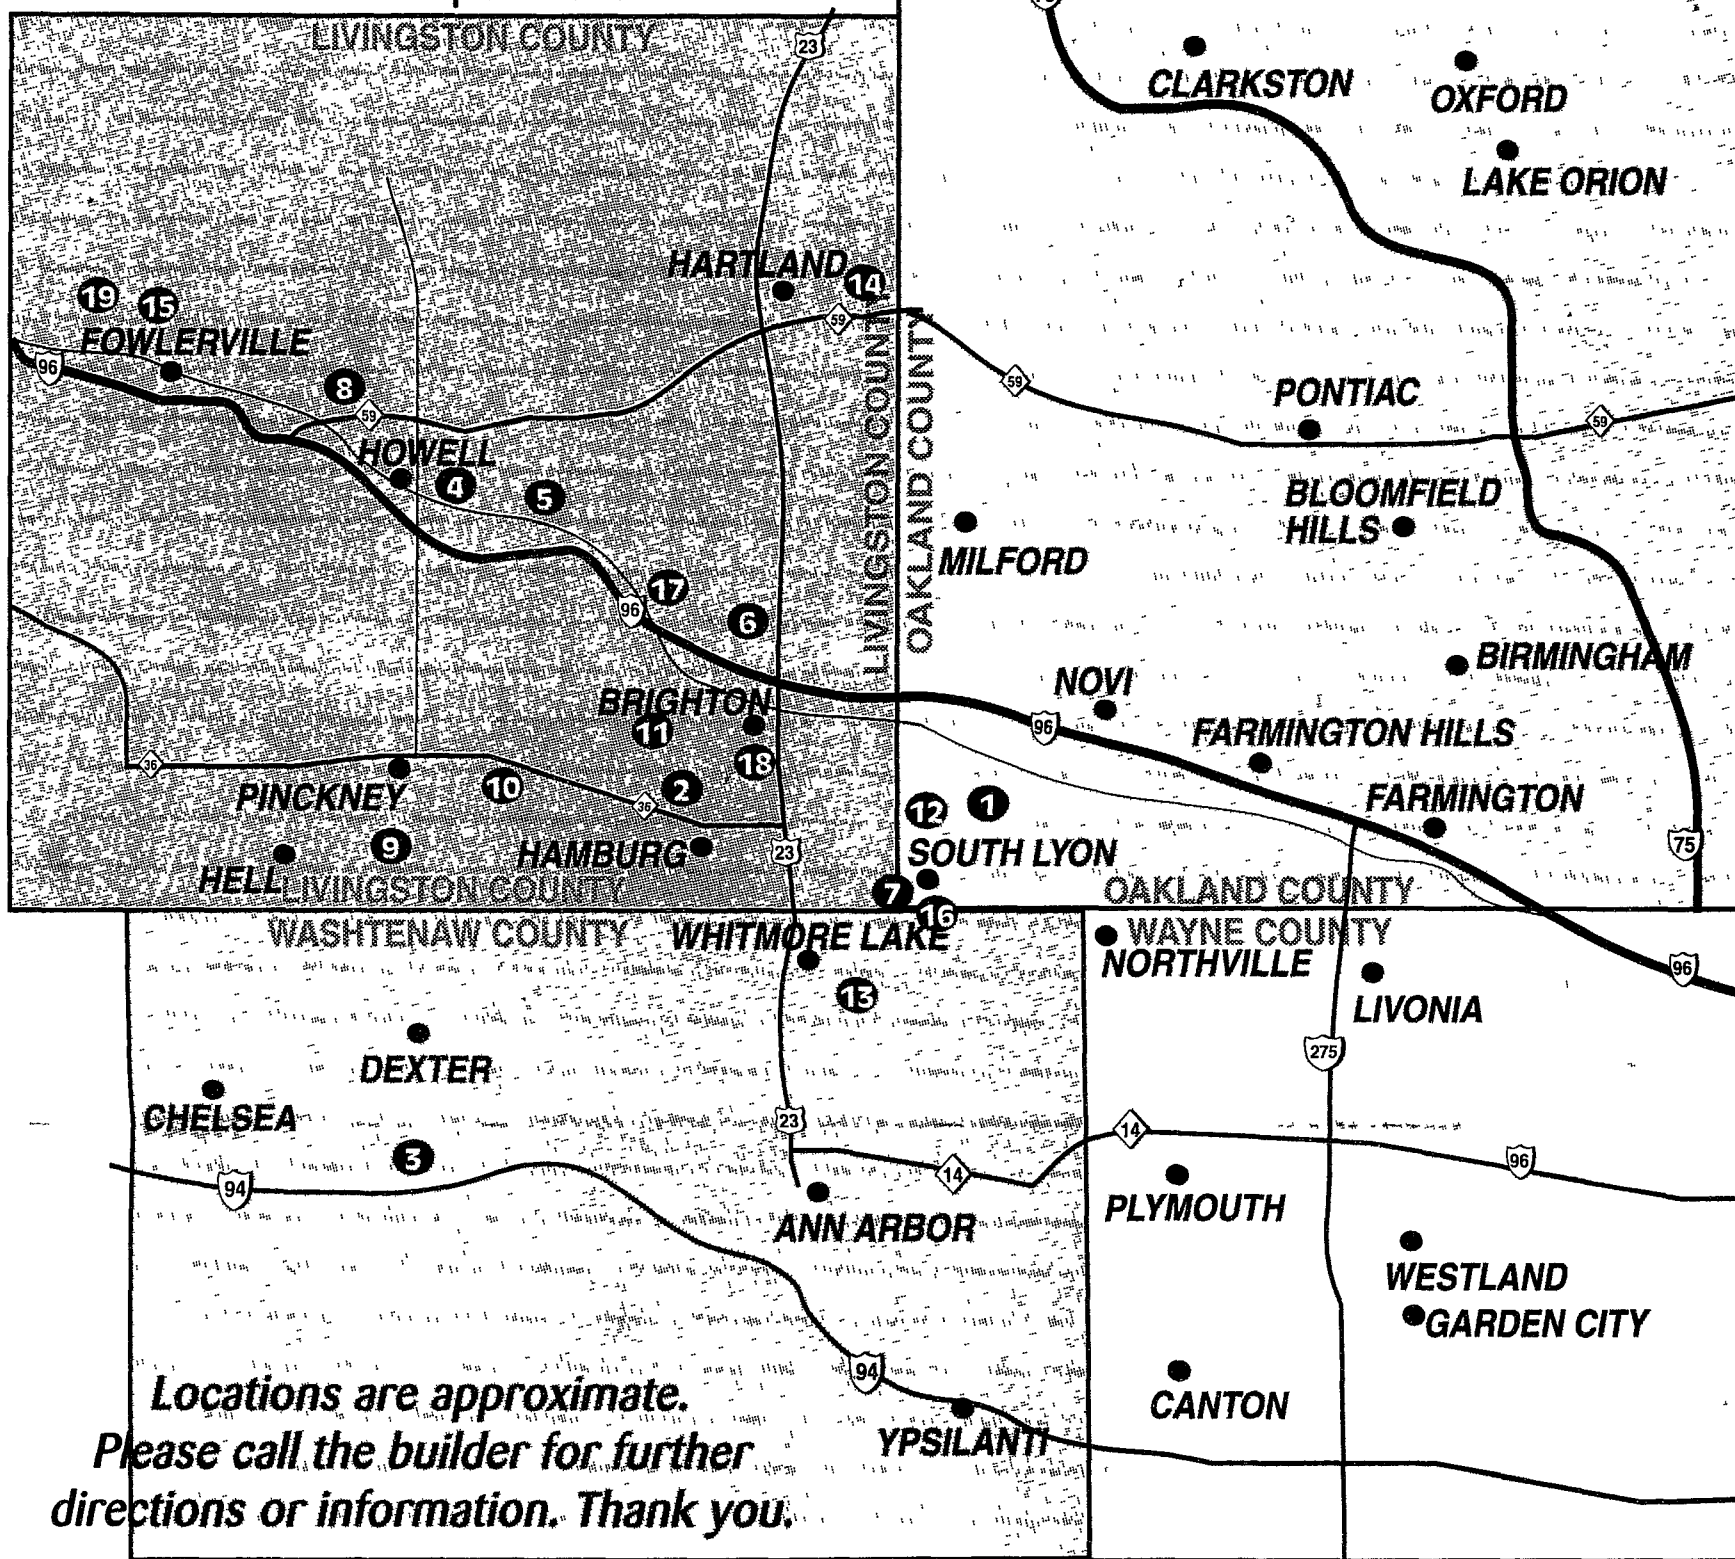 LIVINGSTON COUNTY
23
CLARKSTON
OXFORD
LAKE ORION
HARTLAND
14
19
15
59
FOWLERVILLE
96
8
59
59
PONTIAC
59
HOWELL
4
5
LIVINGSTON COUNTY
OAKLAND COUNTY
BLOOMFIELD
HILLS
MILFORD
17
96
6
BIRMINGHAM
NOVI
BRIGHTON
11
96
FARMINGTON HILLS
18
36
PINCKNEY
10
2
36
12
1
FARMINGTON
9
HAMBURG
23
SOUTH LYON
75
HELL
LIVINGSTON COUNTY
7
OAKLAND COUNTY
16
WASHTENAW COUNTY
WHITMORE LAKE
WAYNE COUNTY
NORTHVILLE
96
13
LIVONIA
DEXTER
275
CHELSEA
23
14
3
14
96
94
PLYMOUTH
ANN ARBOR
WESTLAND
GARDEN CITY
94
CANTON
YPSILANTI
Locations are approximate.
Please call the builder for further
directions or information. Thank you.